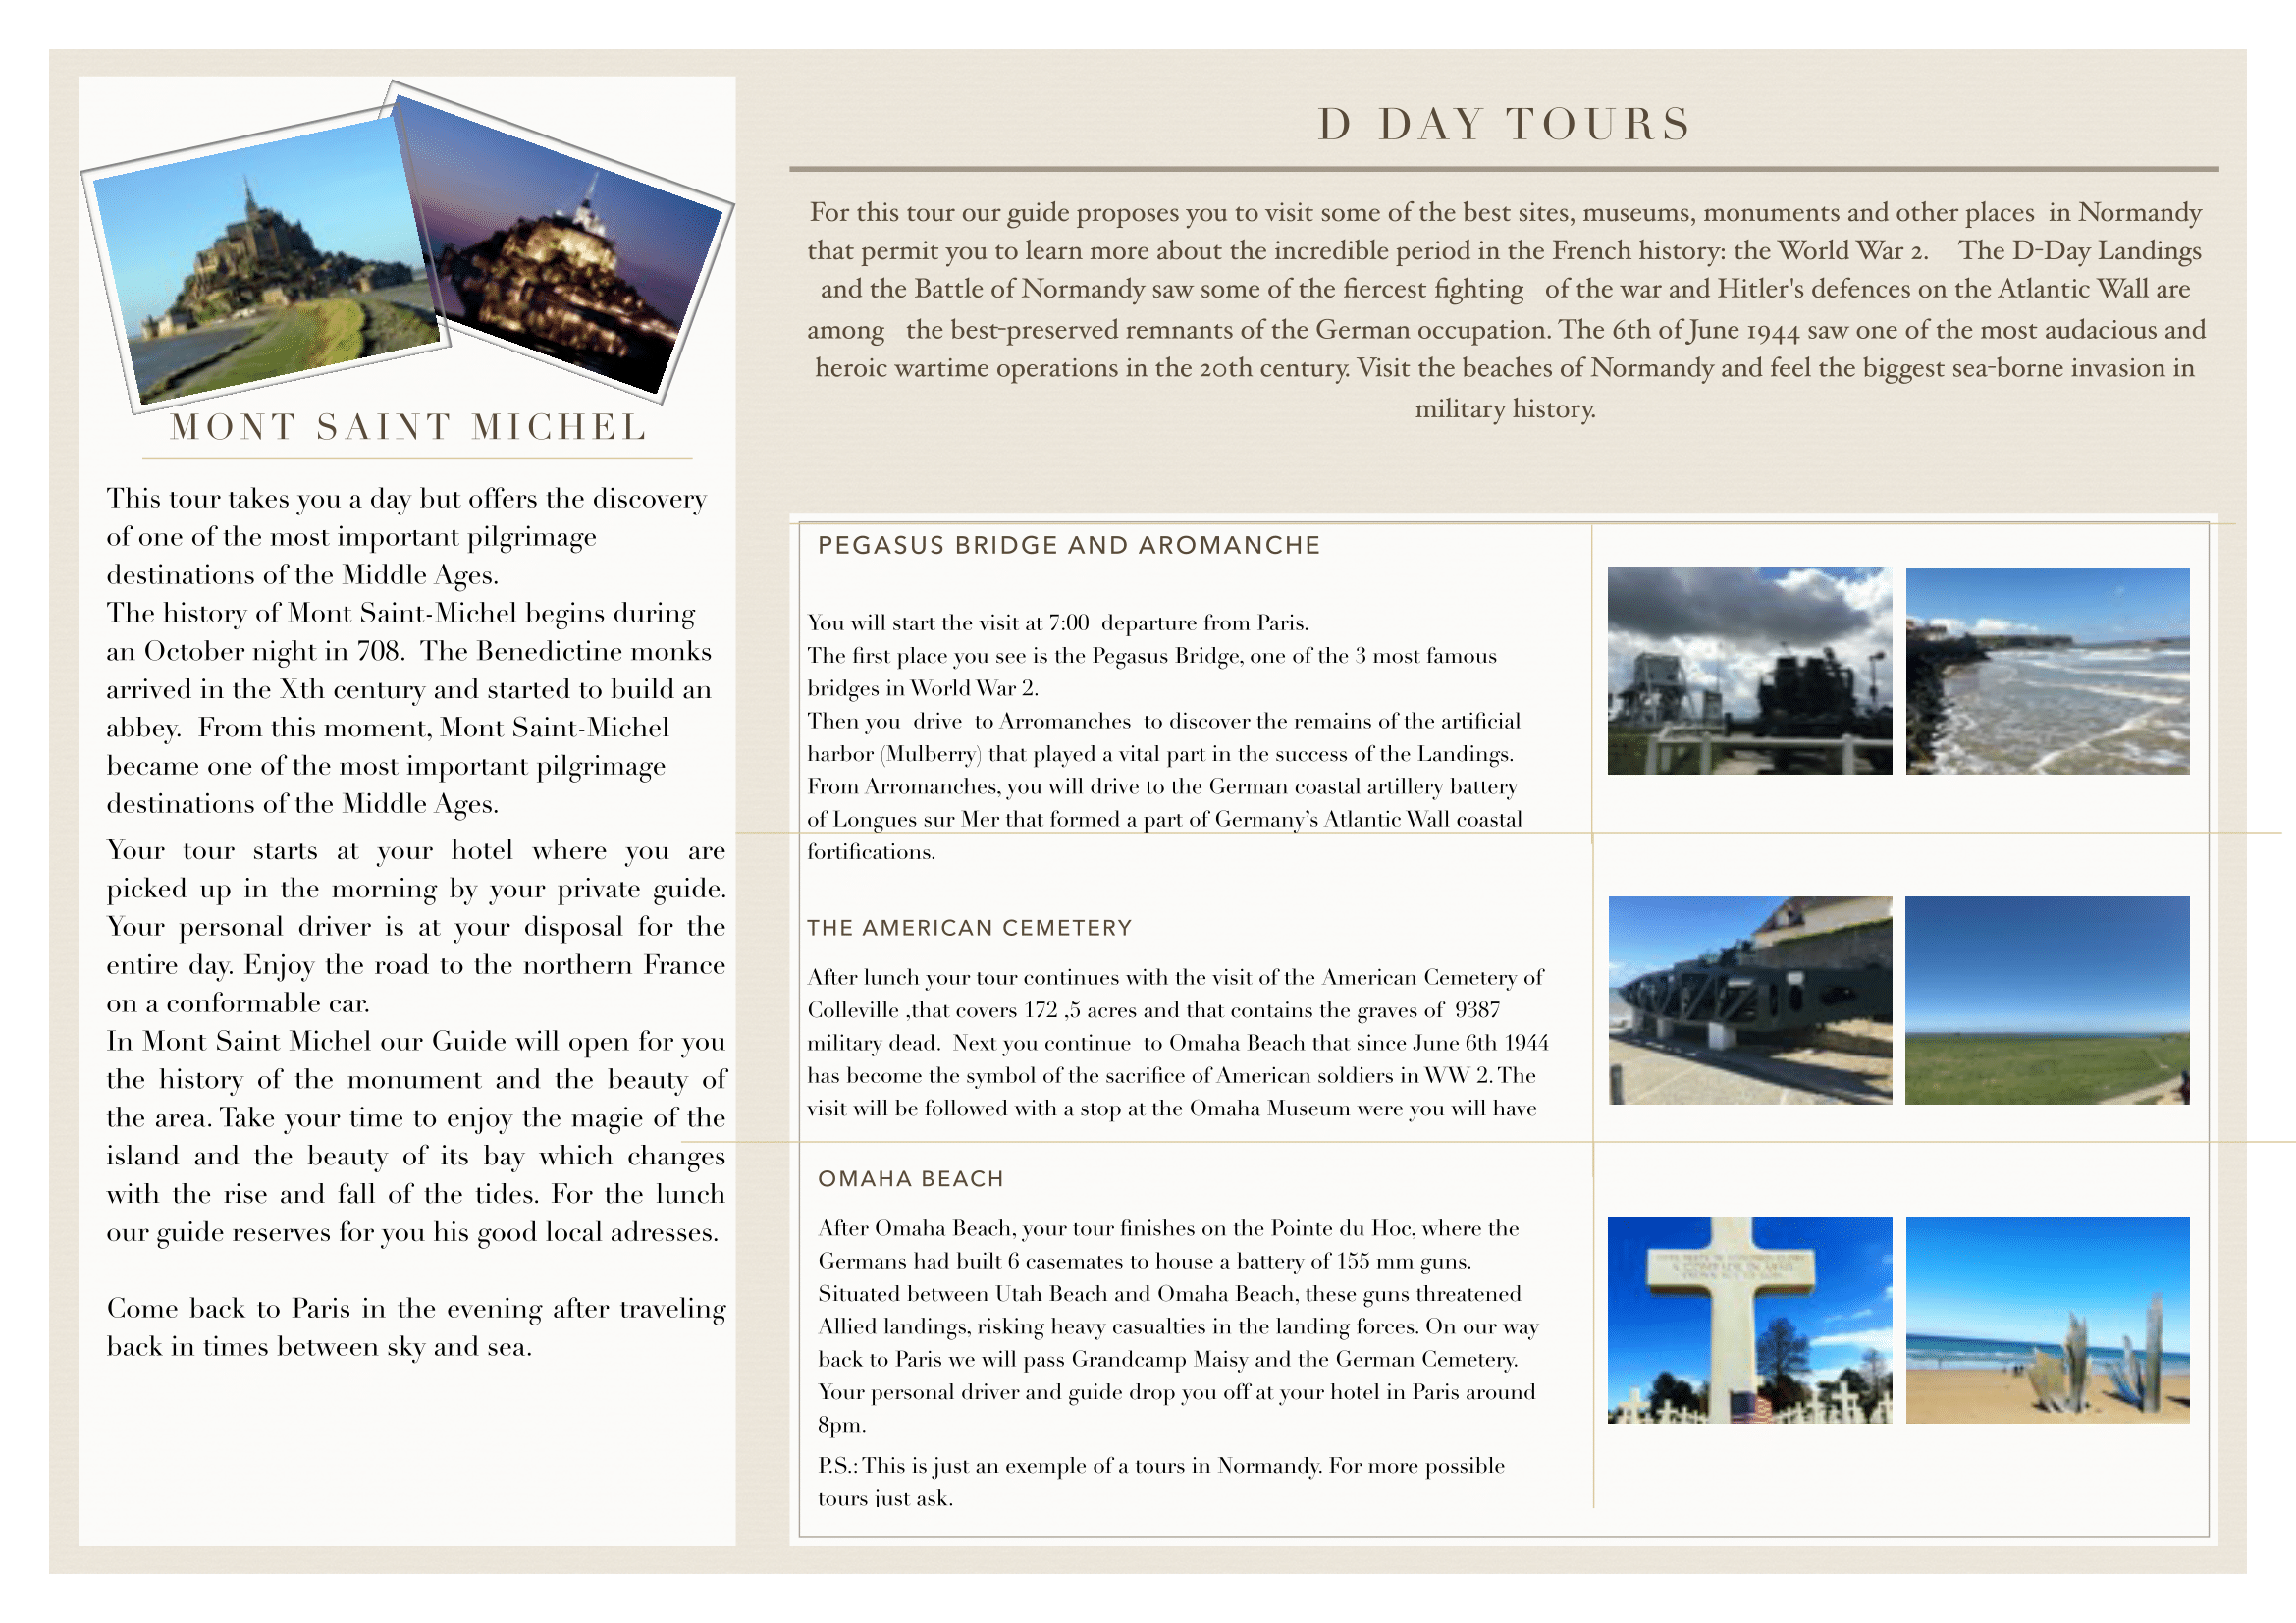 MONT SAINT MICHEL
This tour takes you a day but offers the discovery
of one of the most important pilgrimage
destinations of the Middle Ages.
The history of Mont Saint-Michel begins during
an October night in 708.  The Benedictine monks
arrived in the Xth century and started to build an
abbey.  From this moment, Mont Saint-Michel
became one of the most important pilgrimage
destinations of the Middle Ages.
Your tour starts at your hotel where you are
picked up in the morning by your private guide.
Your personal driver is at your disposal for the
entire day. Enjoy the road to the northern France
on a conformable car.
In Mont Saint Michel our Guide will open for you
the history of the monument and the beauty of
the area. Take your time to enjoy the magie of the
island and the beauty of its bay which changes
with the rise and fall of the tides. For the lunch
our guide reserves for you his good local adresses.
Come back to Paris in the evening after traveling
back in times between sky and sea.
D DAY TOURS
For this tour our guide proposes you to visit some of the best sites, museums, monuments and other places  in Normandy
that permit you to learn more about the incredible period in the French history: the World War 2.    The D-Day Landings
and the Battle of Normandy saw some of the fiercest fighting   of the war and Hitler's defences on the Atlantic Wall are
among   the best-preserved remnants of the German occupation. The 6th of June 1944 saw one of the most audacious and
heroic wartime operations in the 20th century. Visit the beaches of Normandy and feel the biggest sea-borne invasion in
military history.
PEGASUS BRIDGE AND AROMANCHE
You will start the visit at 7:00  departure from Paris.
The first place you see is the Pegasus Bridge, one of the 3 most famous
bridges in World War 2.
Then you  drive  to Arromanches  to discover the remains of the artificial
harbor (Mulberry) that played a vital part in the success of the Landings.
From Arromanches, you will drive to the German coastal artillery battery
of Longues sur Mer that formed a part of Germany’s Atlantic Wall coastal
fortifications.
THE AMERICAN CEMETERY
After lunch your tour continues with the visit of the American Cemetery of
Colleville ,that covers 172 ,5 acres and that contains the graves of  9387
military dead.  Next you continue  to Omaha Beach that since June 6th 1944
has become the symbol of the sacrifice of American soldiers in WW 2. The
visit will be followed with a stop at the Omaha Museum were you will have
OMAHA BEACH
After Omaha Beach, your tour finishes on the Pointe du Hoc, where the
Germans had built 6 casemates to house a battery of 155 mm guns.
Situated between Utah Beach and Omaha Beach, these guns threatened
Allied landings, risking heavy casualties in the landing forces. On our way
back to Paris we will pass Grandcamp Maisy and the German Cemetery.
Your personal driver and guide drop you off at your hotel in Paris around
8pm.
P.S.: This is just an exemple of a tours in Normandy. For more possible
tours just ask.